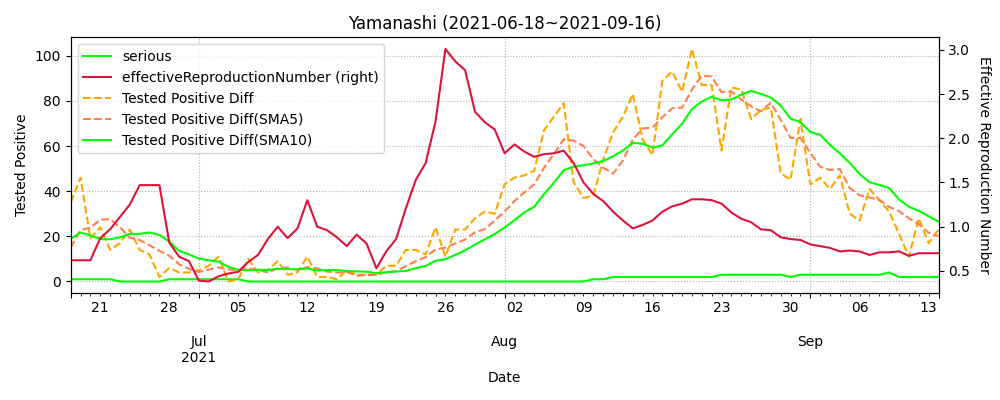 Yamanashi (2021-06-18~2021-09-16)
serious
effectiveReproductionNumber (right)
Tested Positive Diff
Tested Positive Diff(SMA5)
Tested Positive Diff(SMA10)
Tested Positive
100
80
60
40
20
0
3.0
2.5
2.0
1.5
1.0
0.5
Effective Reproduction Number
21 28 05 12 19 26 02 09 16 23 30 06 13
Jul Aug Sep
2021
Date